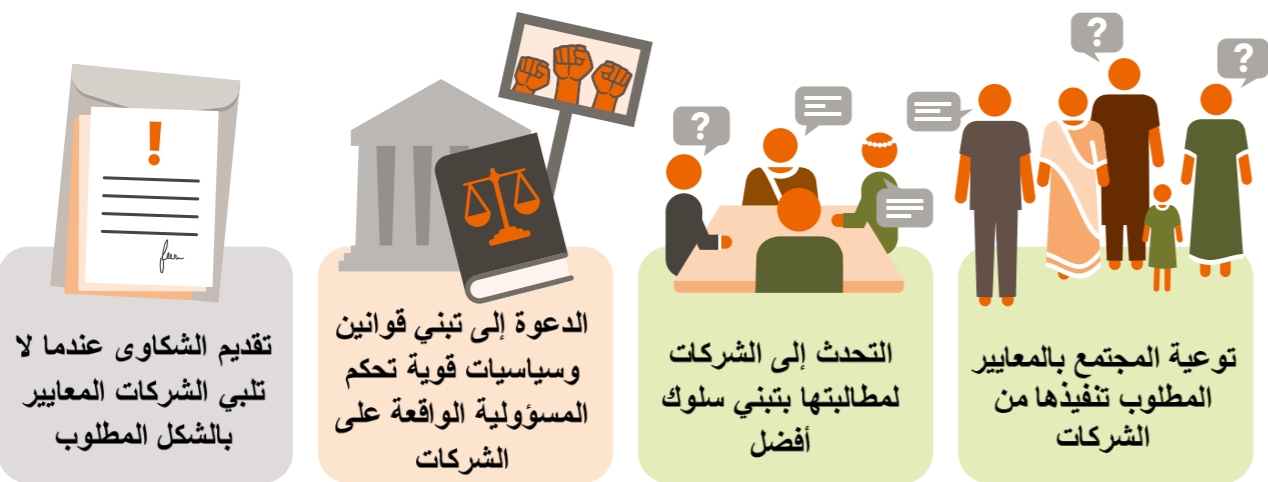 توعية المجتمع بالمعايير
المطلوب تنفيذها من
الشركات
التحدث إلى الشركات
لمطالبتها بتبني سلوك
أفضل
الدعوة إلى تبني قوانين
وسياسيات قوية تحكم
المسؤولية الواقعة على
الشركات
تقديم الشكاوى عندما لا
تلبي الشركات المعايير
بالشكل المطلوب
?
?
?
!